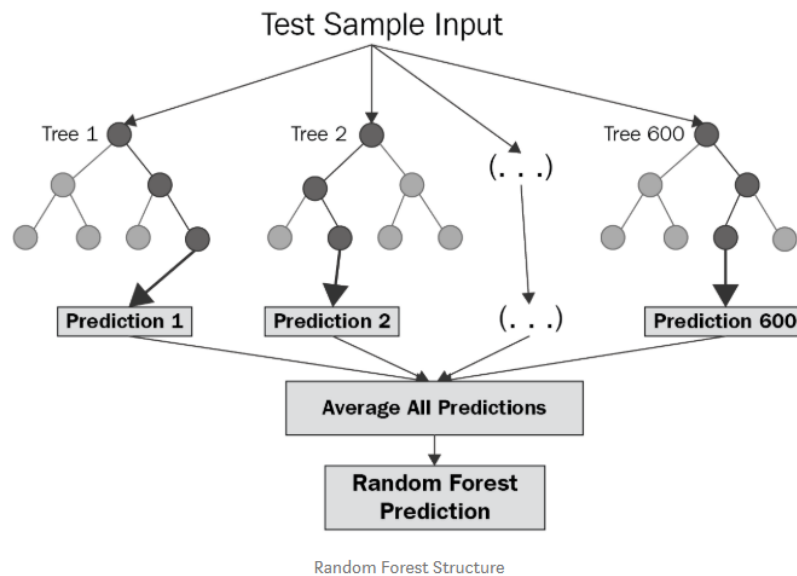 Test Sample Input
Tree 1
Tree 2
Tree 600
(. . .)
(. . .)
Prediction 1
Prediction 2
Prediction 600
Average All Predictions
Random Forest
Prediction
Random Forest Structure